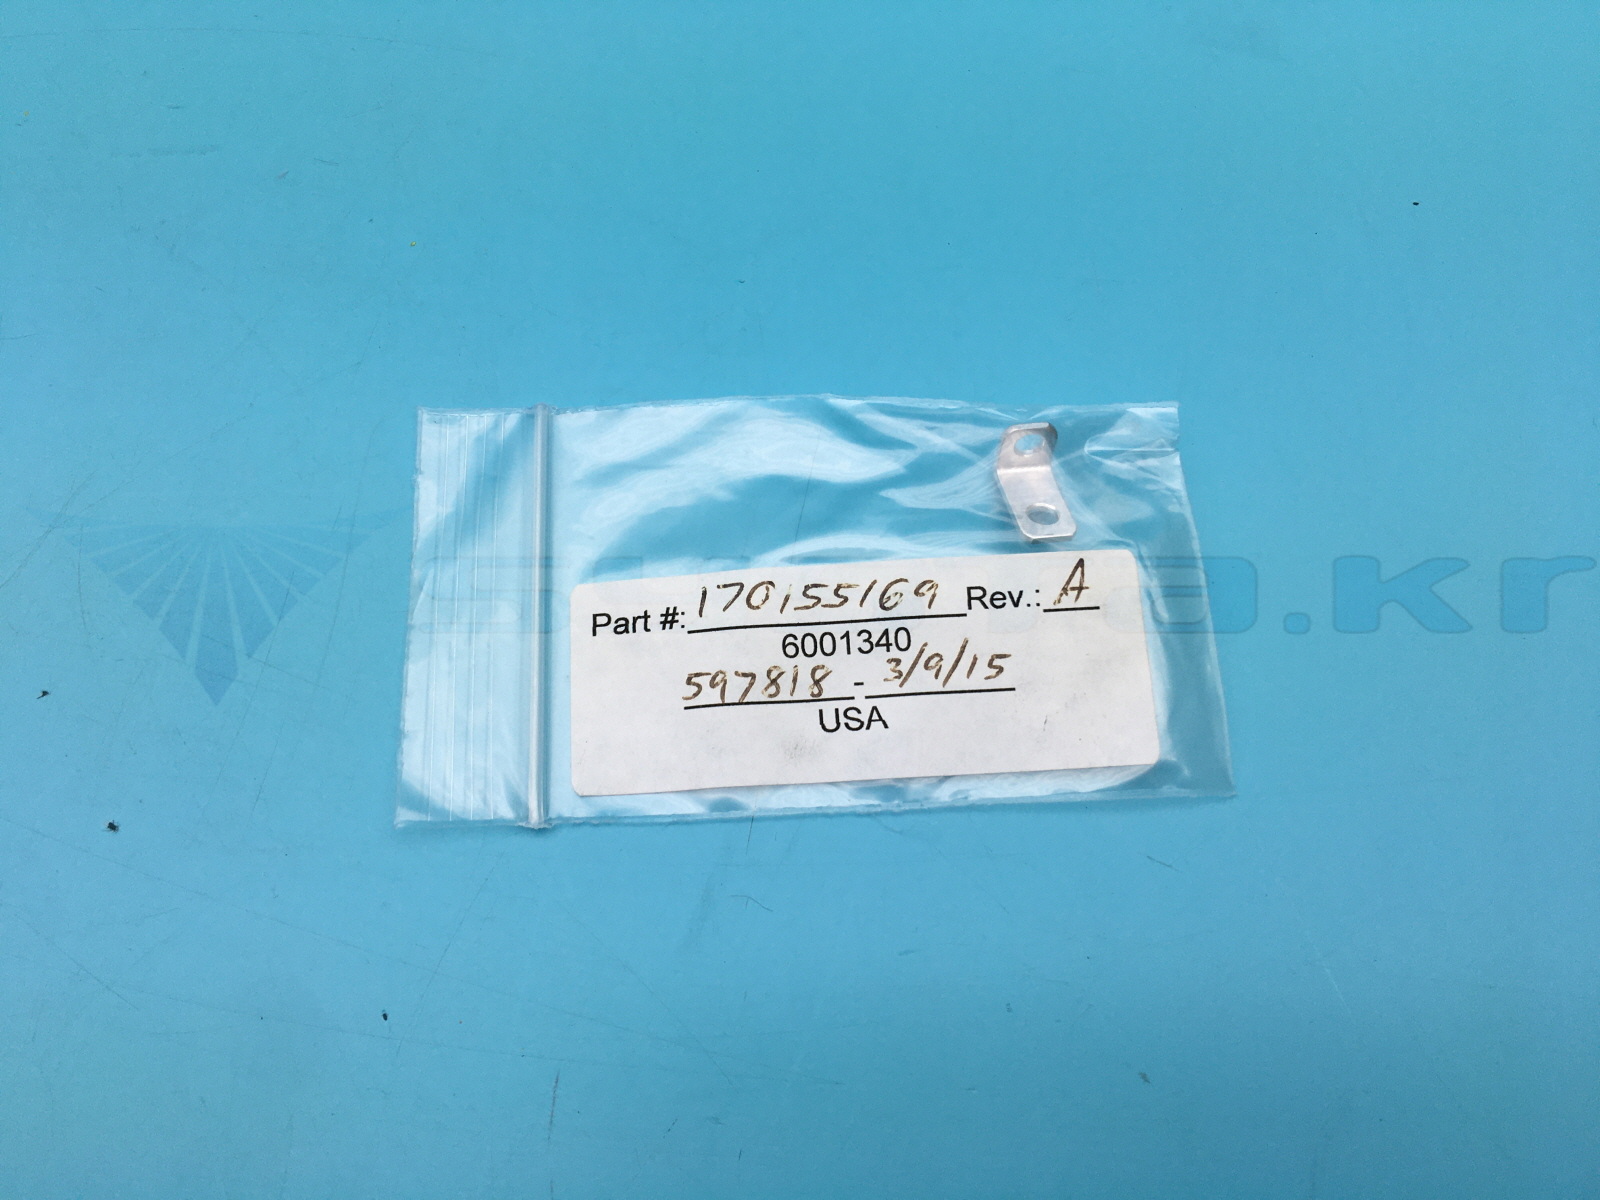 Part #: 170155169 Rev.: A
6001340
597818 - 3/9/15
USA